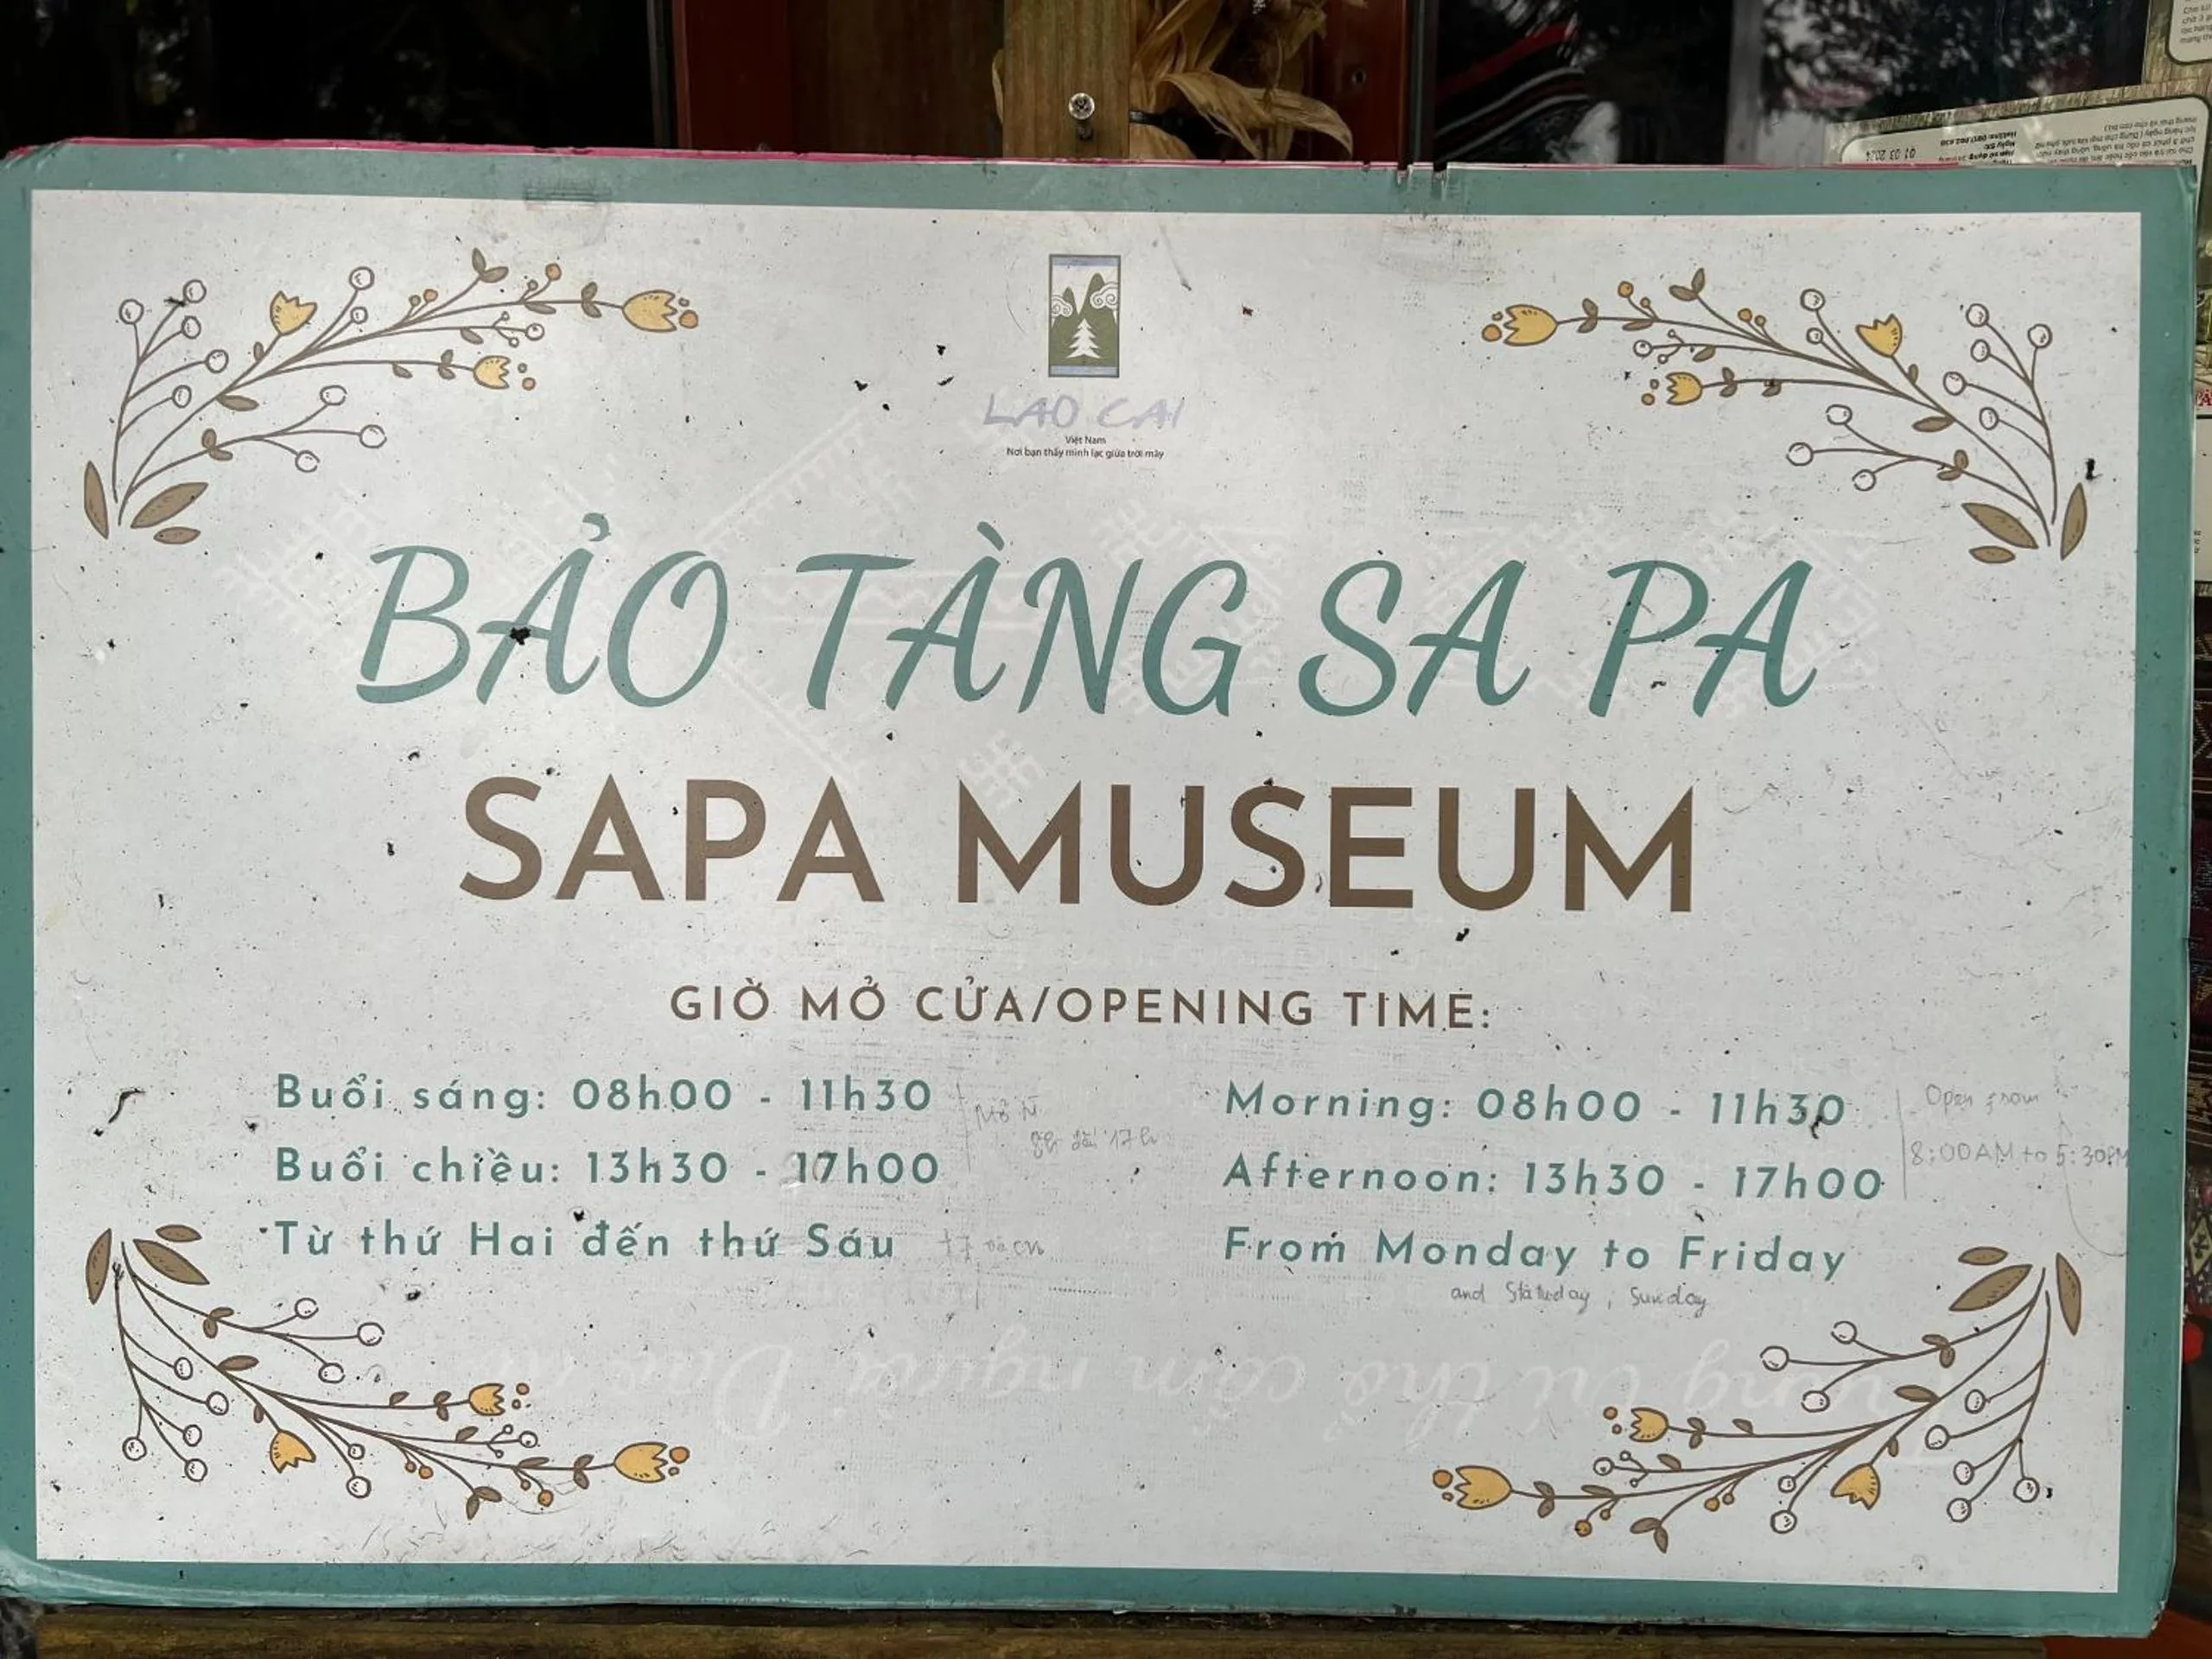 LAO CAI
Việt Nam
Nơi bạn thấy mình lạc giữa trời mây
BẢO TÀNG SA PA
SAPA MUSEUM
GIỜ MỞ CỬA/OPENING TIME:
Buổi sáng: 08h00 - 11h30
Buổi chiều: 13h30 - 17h00
Từ thứ Hai đến thứ Sáu
Morning: 08h00 - 11h30
Afternoon: 13h30 - 17h00
From Monday to Friday
and Statuday, Sunday
Open from
8:00AM to 5:30PM